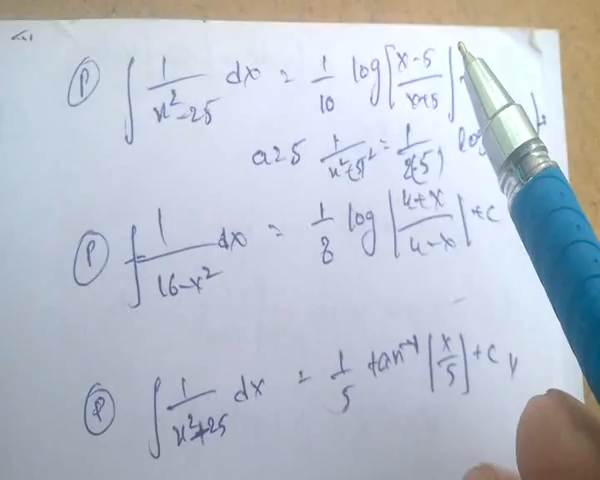 P ∫ 1/(x²-25) dx = 1/10 log|(x-5)/(x+5)|
a=5 1/(x²-5²) = 1/2(5) log
P ∫ 1/(16-x²) dx = 1/8 log|(4+x)/(4-x)| + c
P ∫ 1/(x²+25) dx = 1/5 tan⁻¹|x/5| + c